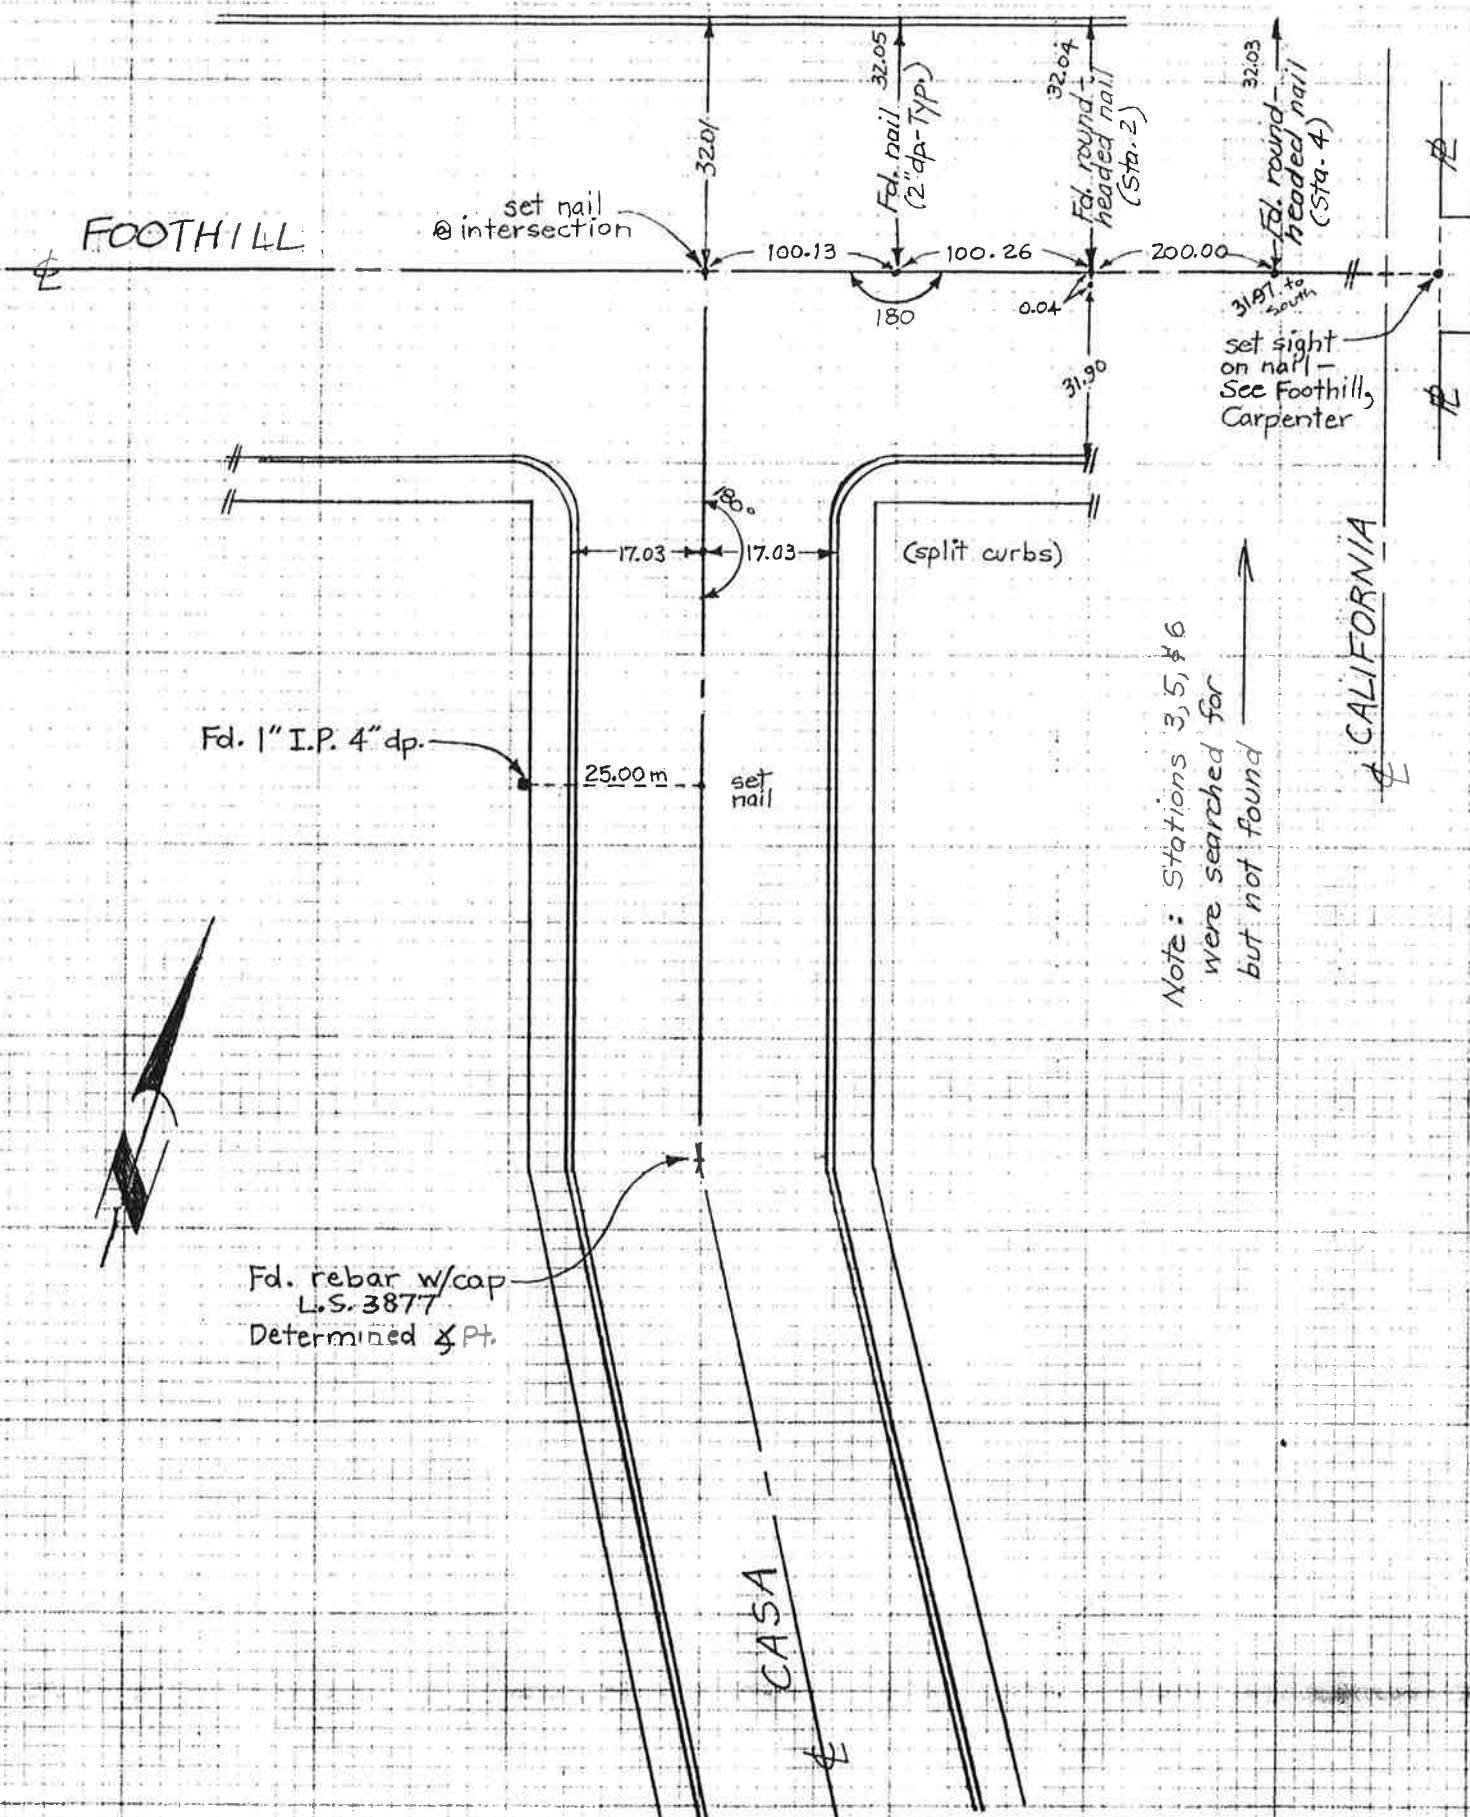 32.01
32.05
Fd. nail
(2" dp.-Typ.)
32.04
Fd. round-
headed nail
(Sta. 2)
32.03
Fd. round-
headed nail
(Sta. 4)
℄
FOOTHILL
set nail
@ intersection
100.13
100.26
200.00
180
0.04
31.97 to
south
31.90
set sight
on nail -
See Foothill,
Carpenter
℄ CALIFORNIA
180°
17.03
17.03
(split curbs)
Fd. 1" I.P. 4" dp.
25.00 m
set
nail
Note: Stations 3, 5, & 6
were searched for
but not found
Fd. rebar w/cap
L.S. 3877
Determined ∡ Pt.
CASA
℄